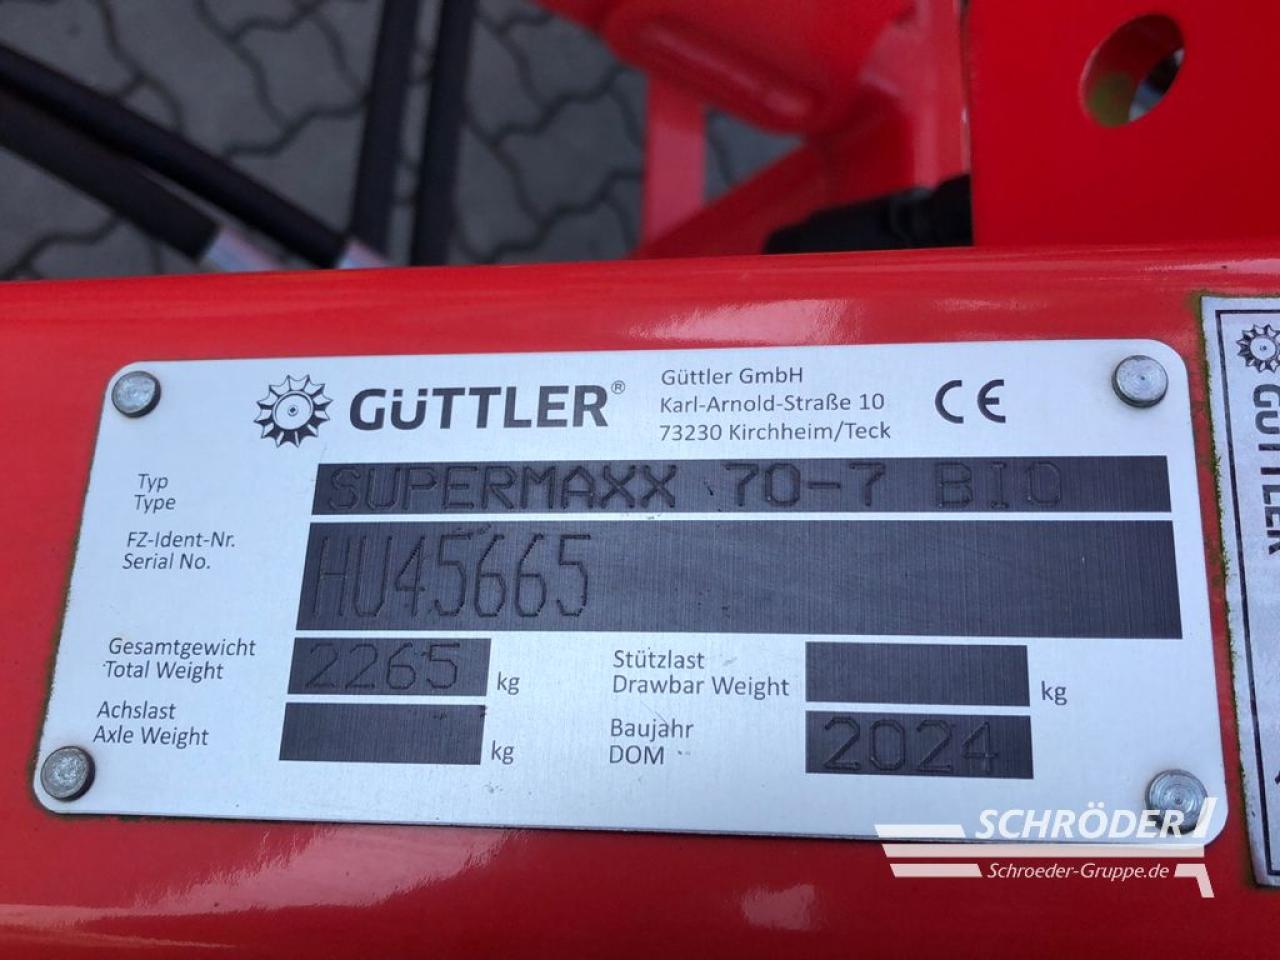 GÜTTLER®
Güttler GmbH
Karl-Arnold-Straße 10
73230 Kirchheim/Teck
CE
Typ
Type
SUPERMAXX 70-7 BIO
FZ-Ident-Nr.
Serial No.
HU45665
Gesamtgewicht
Total Weight
2265 kg
Stützlast
Drawbar Weight
kg
Achslast
Axle Weight
kg
Baujahr
DOM
2024
GÜTTLER
SCHRÖDER
Schroeder-Gruppe.de